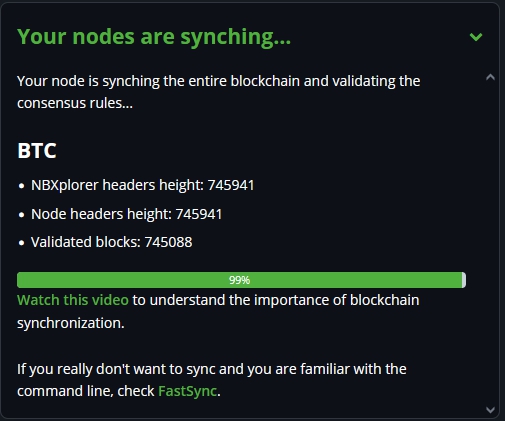 Your nodes are synching...
Your node is synching the entire blockchain and validating the
consensus rules...
BTC
• NBXplorer headers height: 745941
• Node headers height: 745941
• Validated blocks: 745088
99%
Watch this video to understand the importance of blockchain
synchronization.
If you really don't want to sync and you are familiar with the
command line, check FastSync.